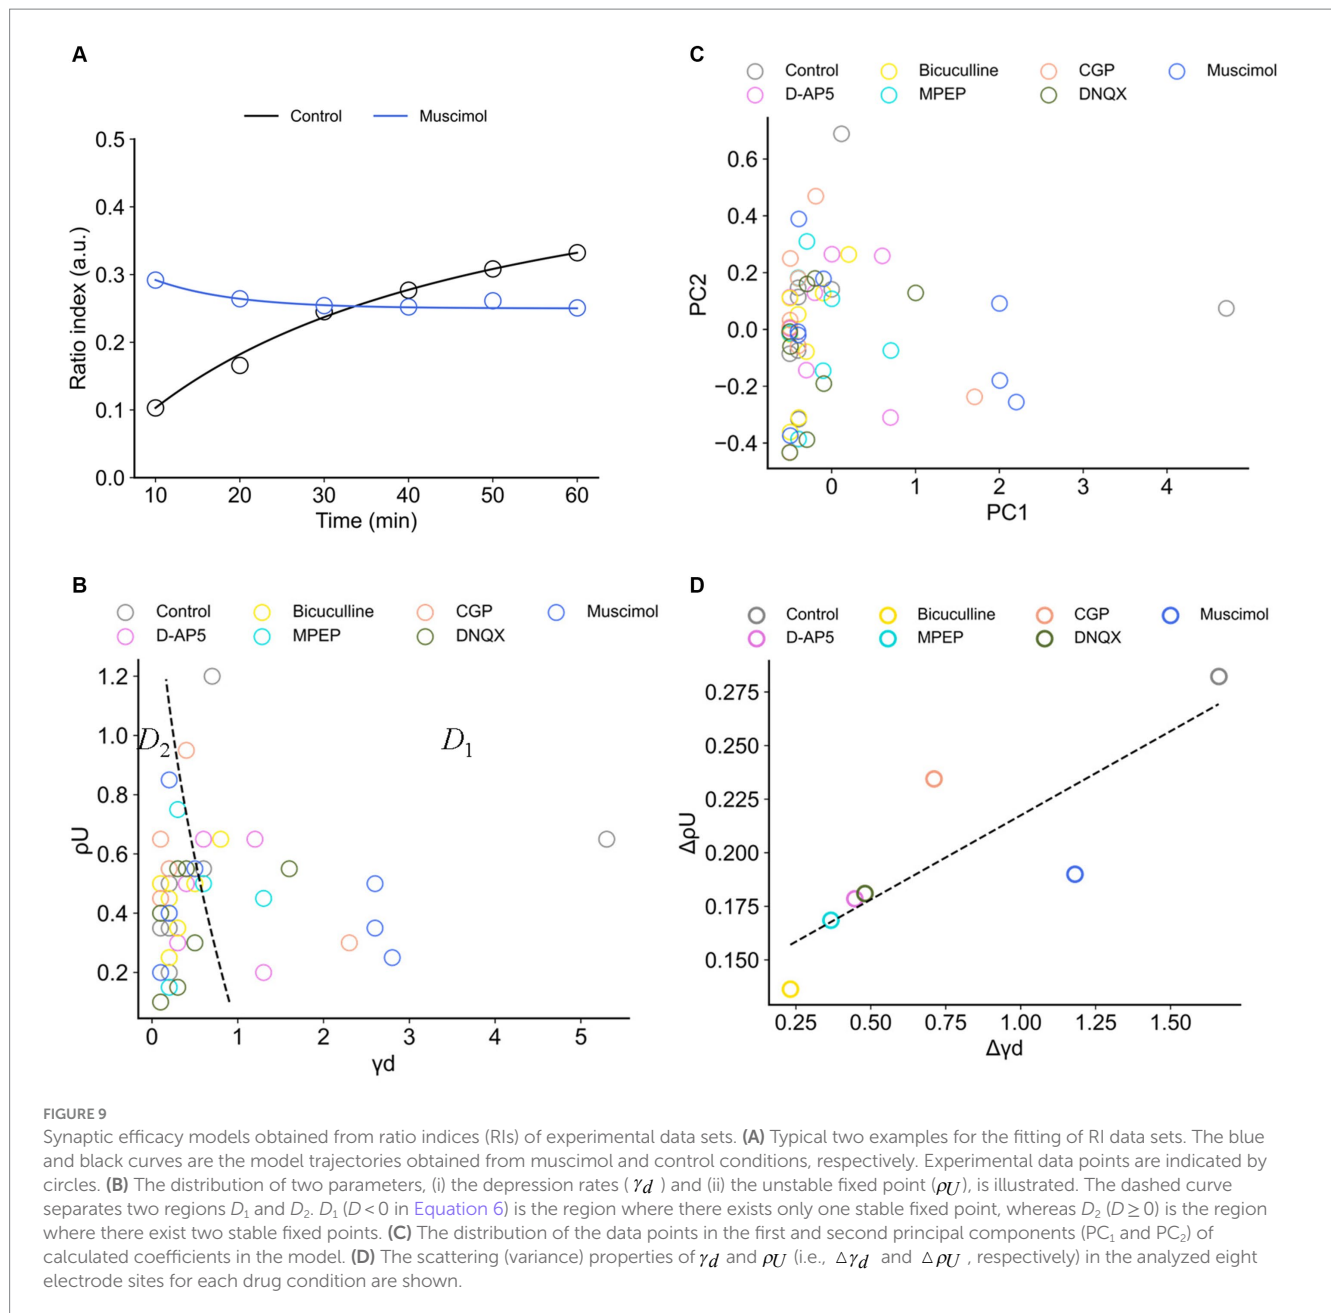 A
Control Muscimol
0.5
0.4
0.3
0.2
0.1
0.0
Ratio index (a.u.)
10 20 30 40 50 60
Time (min)
C
Control Bicuculline CGP Muscimol
D-AP5 MPEP DNQX
0.6
0.4
0.2
0.0
−0.2
−0.4
PC2
0 1 2 3 4
PC1
B
Control Bicuculline CGP Muscimol
D-AP5 MPEP DNQX
1.2
1.0
0.8
0.6
0.4
0.2
ρU
D2 D1
0 1 2 3 4 5
γd
D
Control Bicuculline CGP Muscimol
D-AP5 MPEP DNQX
0.275
0.250
0.225
0.200
0.175
0.150
ΔρU
0.25 0.50 0.75 1.00 1.25 1.50
Δγd
FIGURE 9
Synaptic efficacy models obtained from ratio indices (RIs) of experimental data sets. (A) Typical two examples for the fitting of RI data sets. The blue
and black curves are the model trajectories obtained from muscimol and control conditions, respectively. Experimental data points are indicated by
circles. (B) The distribution of two parameters, (i) the depression rates (γd) and (ii) the unstable fixed point (ρU), is illustrated. The dashed curve
separates two regions D1 and D2. D1 (D < 0 in Equation 6) is the region where there exists only one stable fixed point, whereas D2 (D ≥ 0) is the region
where there exist two stable fixed points. (C) The distribution of the data points in the first and second principal components (PC1 and PC2) of
calculated coefficients in the model. (D) The scattering (variance) properties of γd and ρU (i.e., △γd and △ρU, respectively) in the analyzed eight
electrode sites for each drug condition are shown.